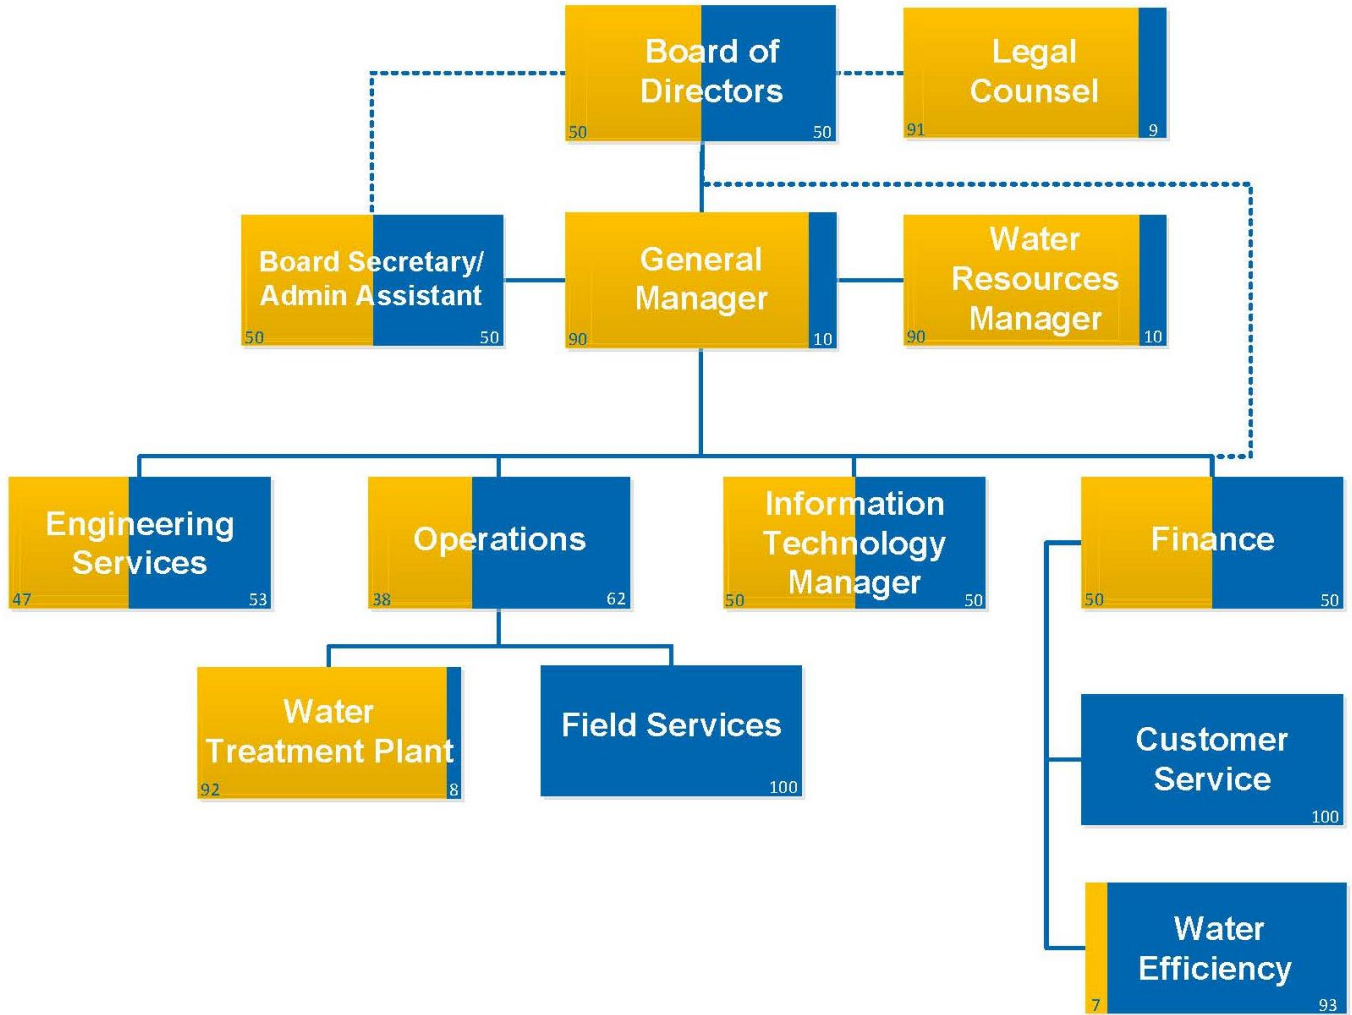 Board of
Directors
50
50
Legal
Counsel
91
9
Board Secretary/
Admin Assistant
50
50
General
Manager
90
10
Water
Resources
Manager
90
10
Engineering
Services
47
53
Operations
38
62
Information
Technology
Manager
50
50
Finance
50
50
Water
Treatment Plant
92
8
Field Services
100
Customer
Service
100
Water
Efficiency
7
93